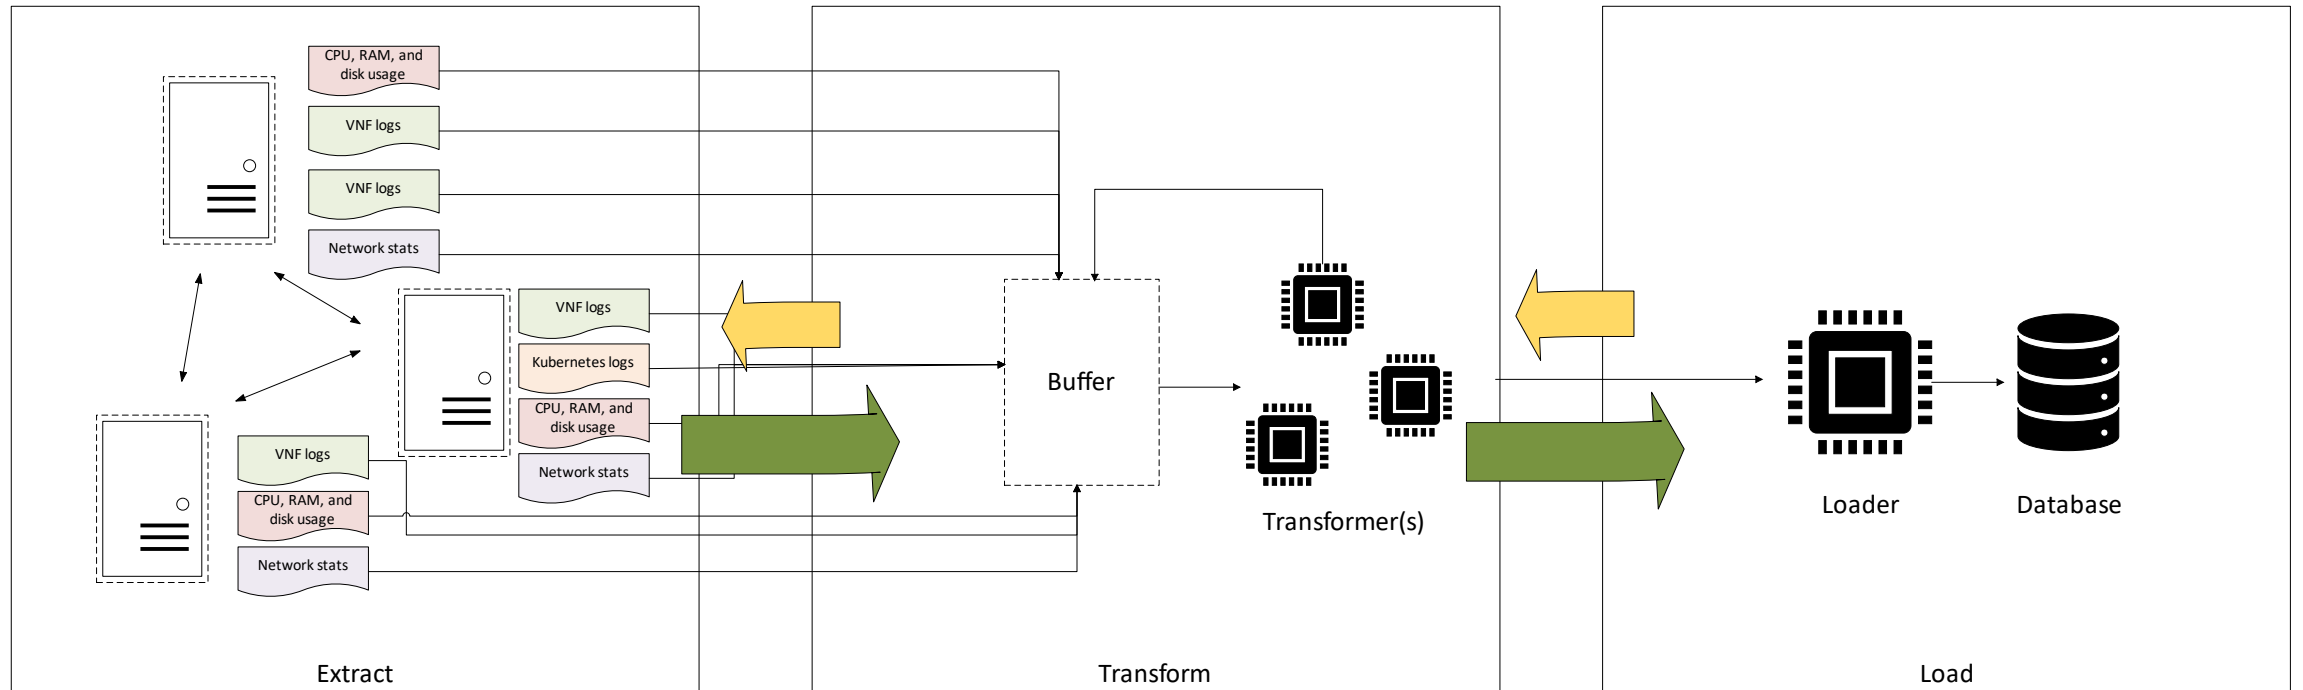 CPU, RAM, and
disk usage
VNF logs
VNF logs
Network stats
VNF logs
Kubernetes logs
CPU, RAM, and
disk usage
Network stats
VNF logs
CPU, RAM, and
disk usage
Network stats
Extract
Buffer
Transformer(s)
Transform
Loader
Database
Load